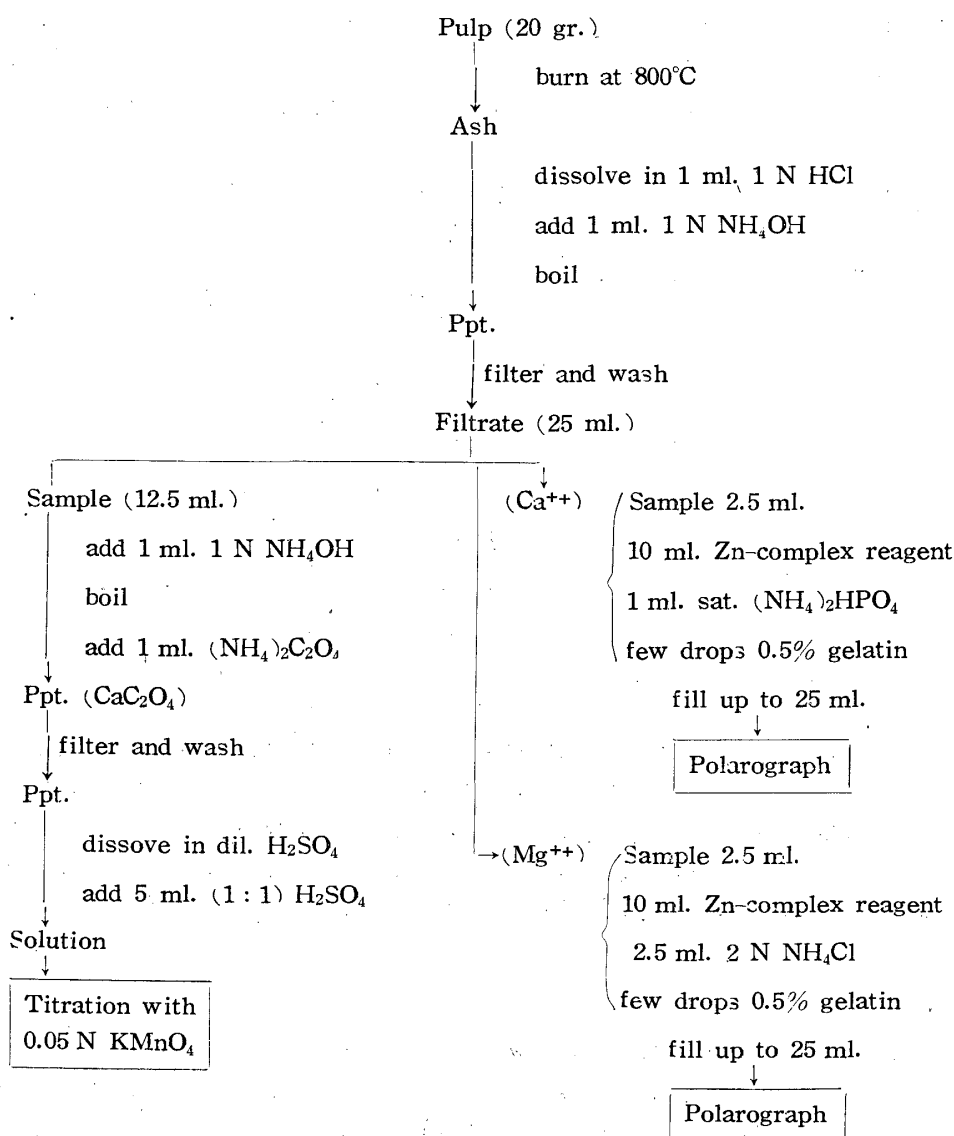 Pulp (20 gr.)
burn at 800°C
Ash
dissolve in 1 ml. 1 N HCl
add 1 ml. 1 N NH₄OH
boil
Ppt.
filter and wash
Filtrate (25 ml.)
Sample (12.5 ml.)
add 1 ml. 1 N NH₄OH
boil
add 1 ml. (NH₄)₂C₂O₄
Ppt. (CaC₂O₄)
filter and wash
Ppt.
dissove in dil. H₂SO₄
add 5 ml. (1 : 1) H₂SO₄
Solution
Titration with
0.05 N KMnO₄
(Ca⁺⁺)
Sample 2.5 ml.
10 ml. Zn-complex reagent
1 ml. sat. (NH₄)₂HPO₄
few drops 0.5% gelatin
fill up to 25 ml.
Polarograph
(Mg⁺⁺)
Sample 2.5 ml.
10 ml. Zn-complex reagent
2.5 ml. 2 N NH₄Cl
few drops 0.5% gelatin
fill up to 25 ml.
Polarograph